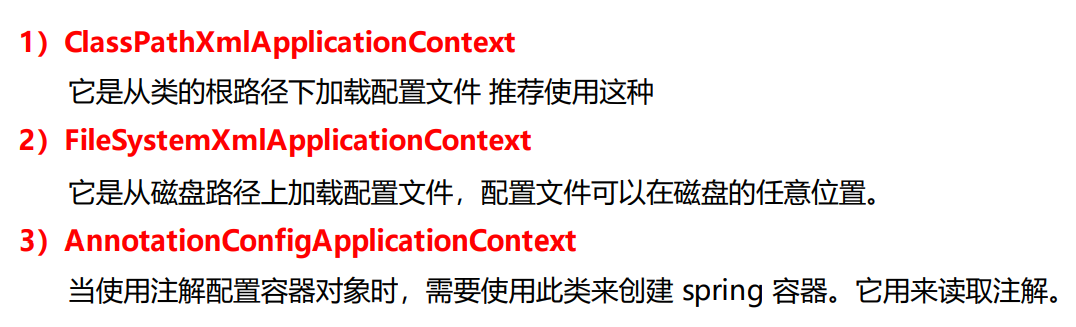 1）ClassPathXmlApplicationContext
它是从类的根路径下加载配置文件 推荐使用这种
2）FileSystemXmlApplicationContext
它是从磁盘路径上加载配置文件，配置文件可以在磁盘的任意位置。
3）AnnotationConfigApplicationContext
当使用注解配置容器对象时，需要使用此类来创建 spring 容器。它用来读取注解。